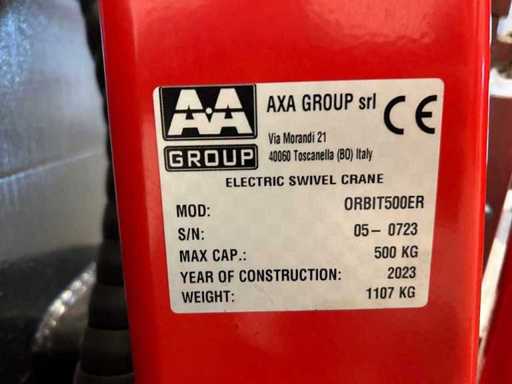 A·A
GROUP
AXA GROUP srl
CE
Via Morandi 21
40060 Toscanella (BO) Italy
ELECTRIC SWIVEL CRANE
MOD: ORBIT500ER
S/N: 05- 0723
MAX CAP.: 500 KG
YEAR OF CONSTRUCTION: 2023
WEIGHT: 1107 KG